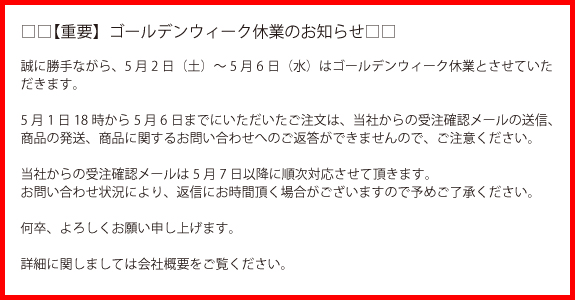 □□【重要】ゴールデンウィーク休業のお知らせ□□
誠に勝手ながら、5 月 2 日（土）～ 5 月 6 日（水）はゴールデンウィーク休業とさせていた
だきます。
5 月 1 日 18 時から 5 月 6 日までにいただいたご注文は、当社からの受注確認メールの送信、
商品の発送、商品に関するお問い合わせへのご返答ができませんので、ご注意ください。
当社からの受注確認メールは 5 月 7 日以降に順次対応させて頂きます。
お問い合わせ状況により、返信にお時間頂く場合がございますので予めご了承ください。
何卒、よろしくお願い申し上げます。
詳細に関しましては会社概要をご覧ください。